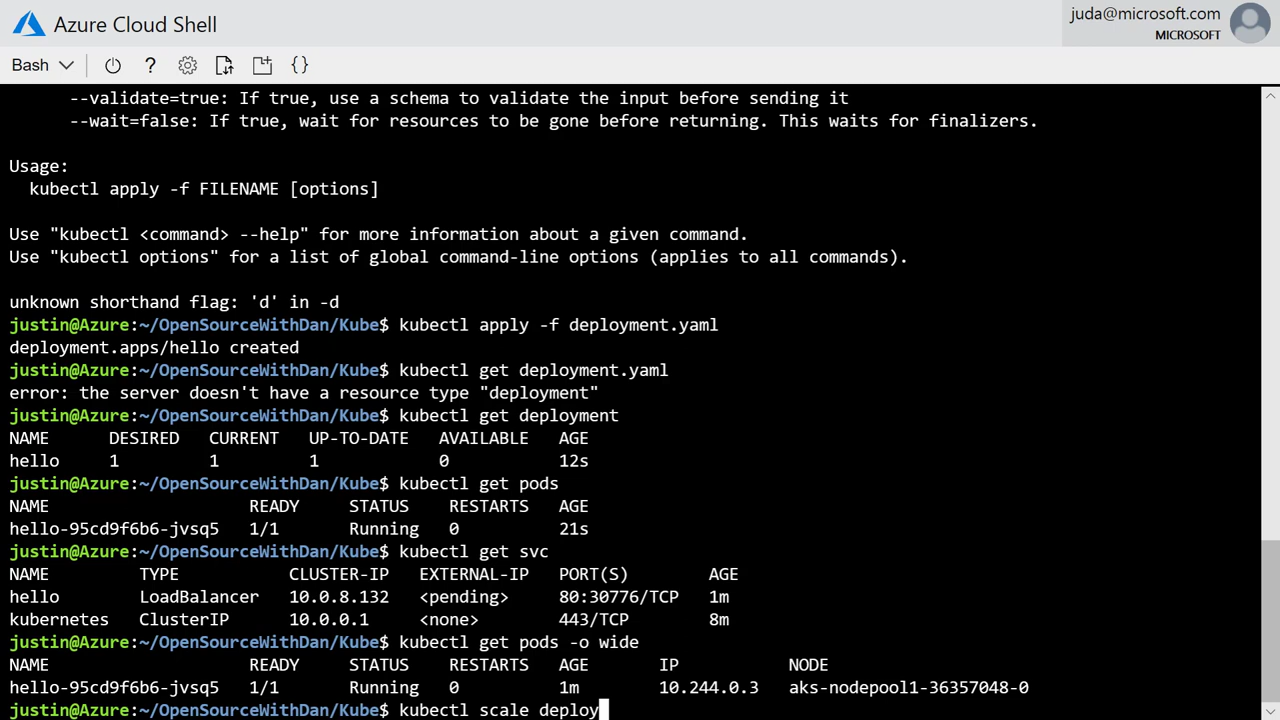 Azure Cloud Shell
juda@microsoft.com
MICROSOFT
Bash
--validate=true: If true, use a schema to validate the input before sending it
--wait=false: If true, wait for resources to be gone before returning. This waits for finalizers.
Usage:
kubectl apply -f FILENAME [options]
Use "kubectl <command> --help" for more information about a given command.
Use "kubectl options" for a list of global command-line options (applies to all commands).
unknown shorthand flag: 'd' in -d
justin@Azure:~/OpenSourceWithDan/Kube$ kubectl apply -f deployment.yaml
deployment.apps/hello created
justin@Azure:~/OpenSourceWithDan/Kube$ kubectl get deployment.yaml
error: the server doesn't have a resource type "deployment"
justin@Azure:~/OpenSourceWithDan/Kube$ kubectl get deployment
NAME DESIRED CURRENT UP-TO-DATE AVAILABLE AGE
hello 1 1 1 0 12s
justin@Azure:~/OpenSourceWithDan/Kube$ kubectl get pods
NAME READY STATUS RESTARTS AGE
hello-95cd9f6b6-jvsq5 1/1 Running 0 21s
justin@Azure:~/OpenSourceWithDan/Kube$ kubectl get svc
NAME TYPE CLUSTER-IP EXTERNAL-IP PORT(S) AGE
hello LoadBalancer 10.0.8.132 <pending> 80:30776/TCP 1m
kubernetes ClusterIP 10.0.0.1 <none> 443/TCP 8m
justin@Azure:~/OpenSourceWithDan/Kube$ kubectl get pods -o wide
NAME READY STATUS RESTARTS AGE IP NODE
hello-95cd9f6b6-jvsq5 1/1 Running 0 1m 10.244.0.3 aks-nodepool1-36357048-0
justin@Azure:~/OpenSourceWithDan/Kube$ kubectl scale deploy